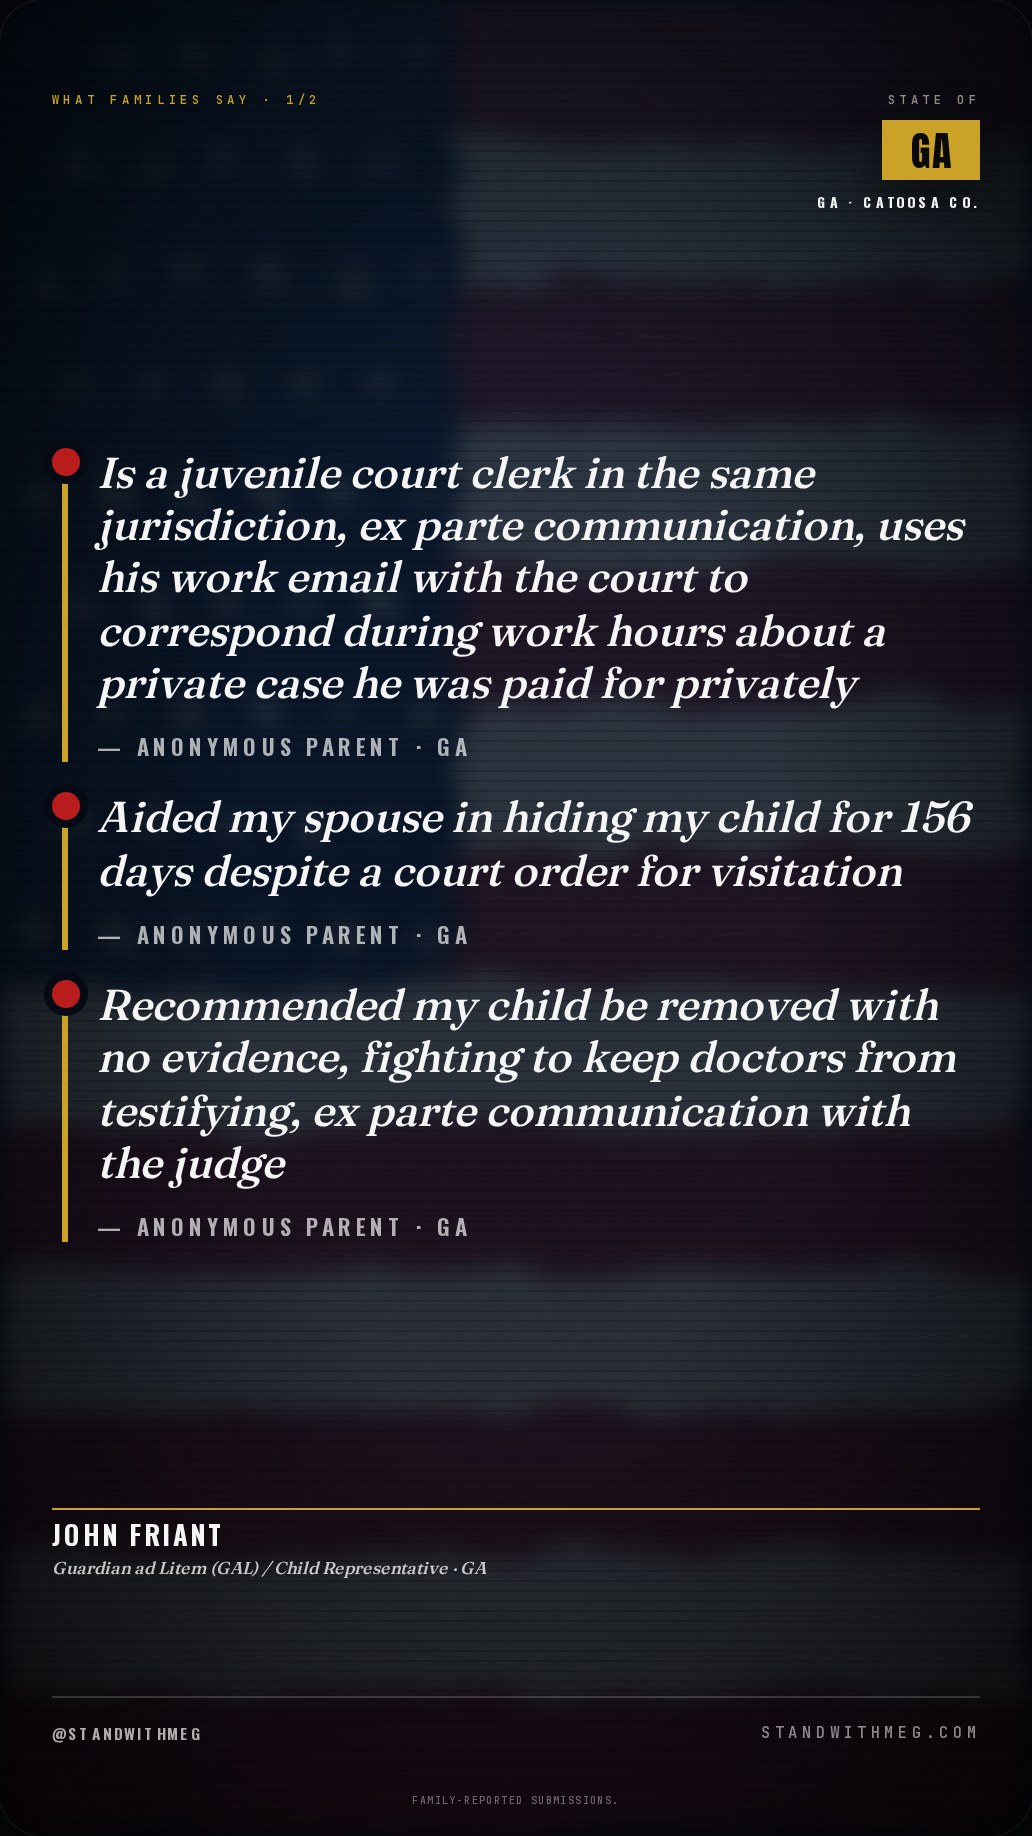 WHAT FAMILIES SAY · 1/2
STATE OF
GA
GA · CATOOSA CO.
Is a juvenile court clerk in the same
jurisdiction, ex parte communication, uses
his work email with the court to
correspond during work hours about a
private case he was paid for privately
— ANONYMOUS PARENT · GA
Aided my spouse in hiding my child for 156
days despite a court order for visitation
— ANONYMOUS PARENT · GA
Recommended my child be removed with
no evidence, fighting to keep doctors from
testifying, ex parte communication with
the judge
— ANONYMOUS PARENT · GA
JOHN FRIANT
Guardian ad Litem (GAL) / Child Representative · GA
@STANDWITHMEG
STANDWITHMEG.COM
FAMILY-REPORTED SUBMISSIONS.